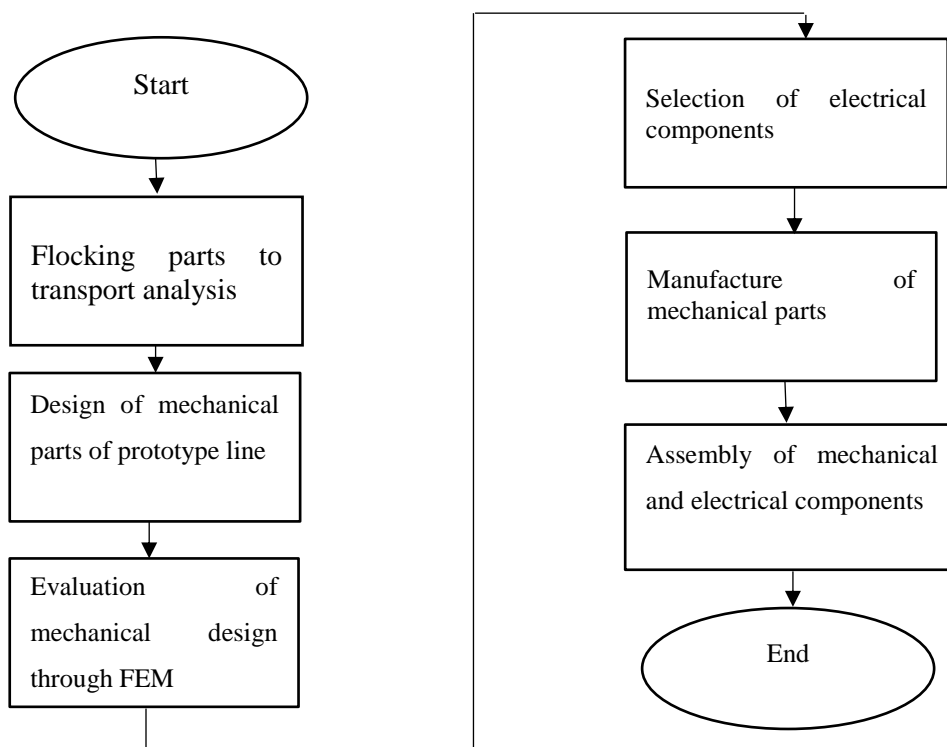 Start
Flocking parts to
transport analysis
Design of mechanical
parts of prototype line
Evaluation of
mechanical design
through FEM
Selection of electrical
components
Manufacture of
mechanical parts
Assembly of mechanical
and electrical components
End